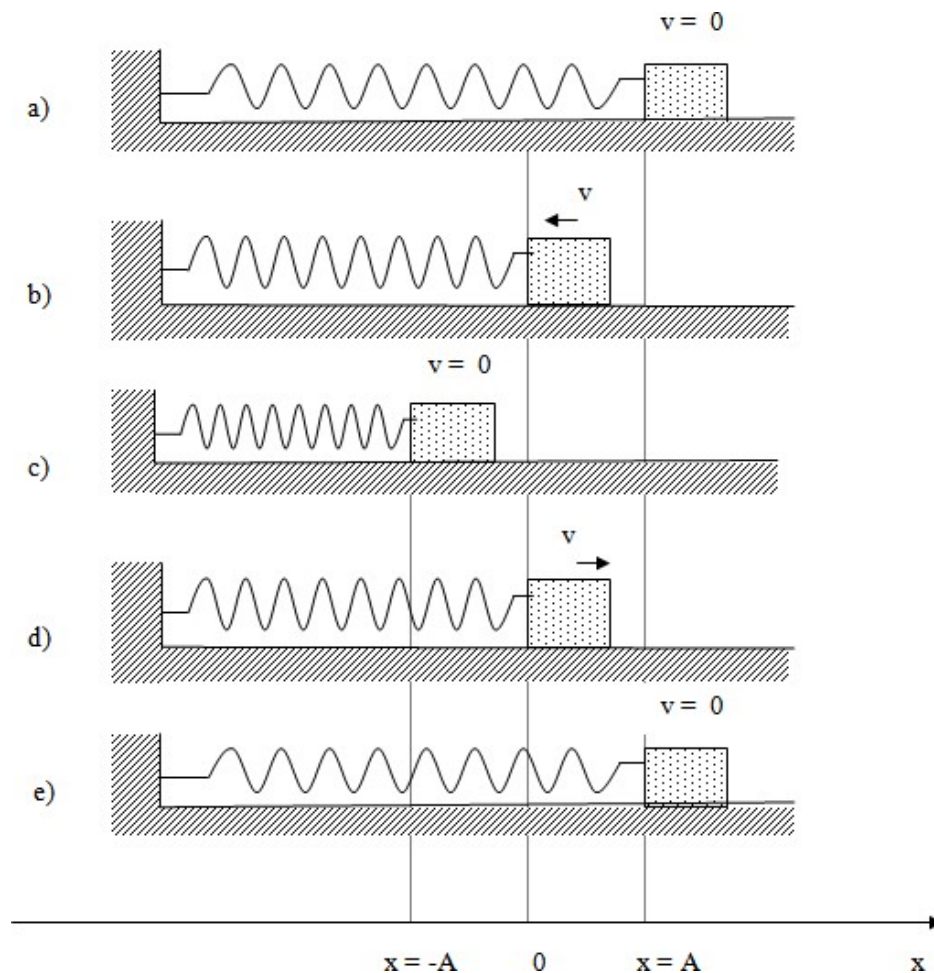 v = 0
a)
v
b)
v = 0
c)
v
d)
v = 0
e)
x = -A 0 x = A x